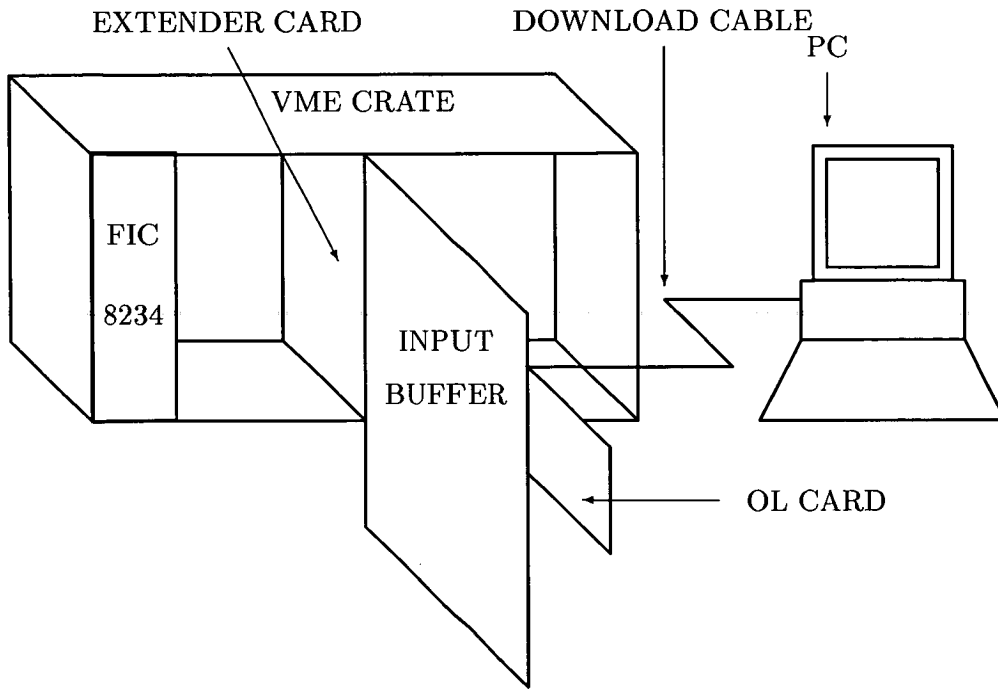 EXTENDER CARD
DOWNLOAD CABLE
PC
VME CRATE
FIC
8234
INPUT
BUFFER
OL CARD